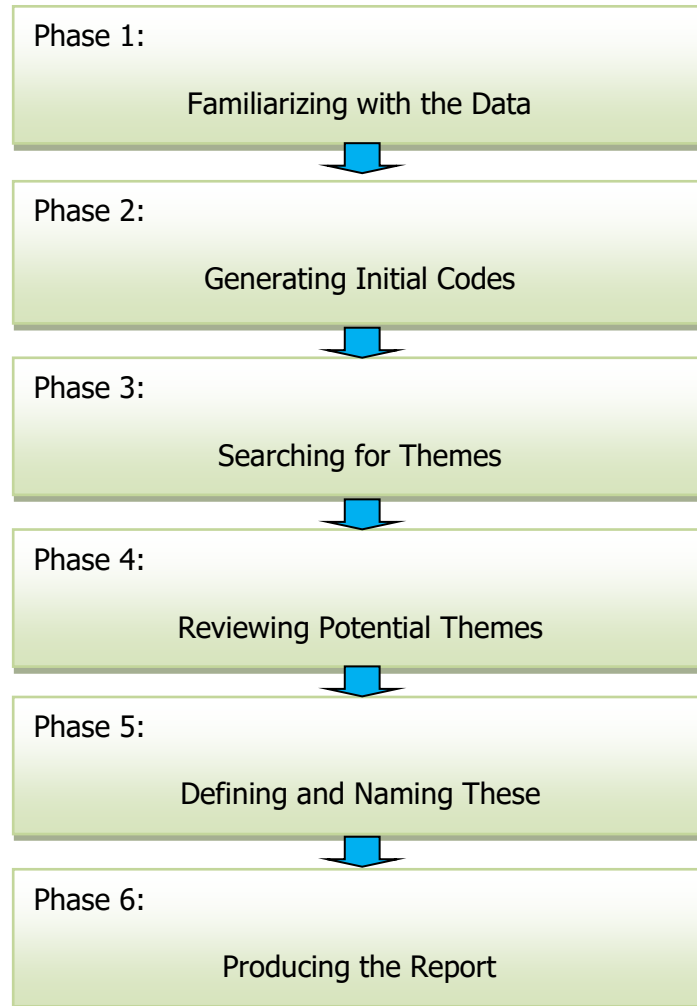 Phase 1:
Familiarizing with the Data
Phase 2:
Generating Initial Codes
Phase 3:
Searching for Themes
Phase 4:
Reviewing Potential Themes
Phase 5:
Defining and Naming These
Phase 6:
Producing the Report